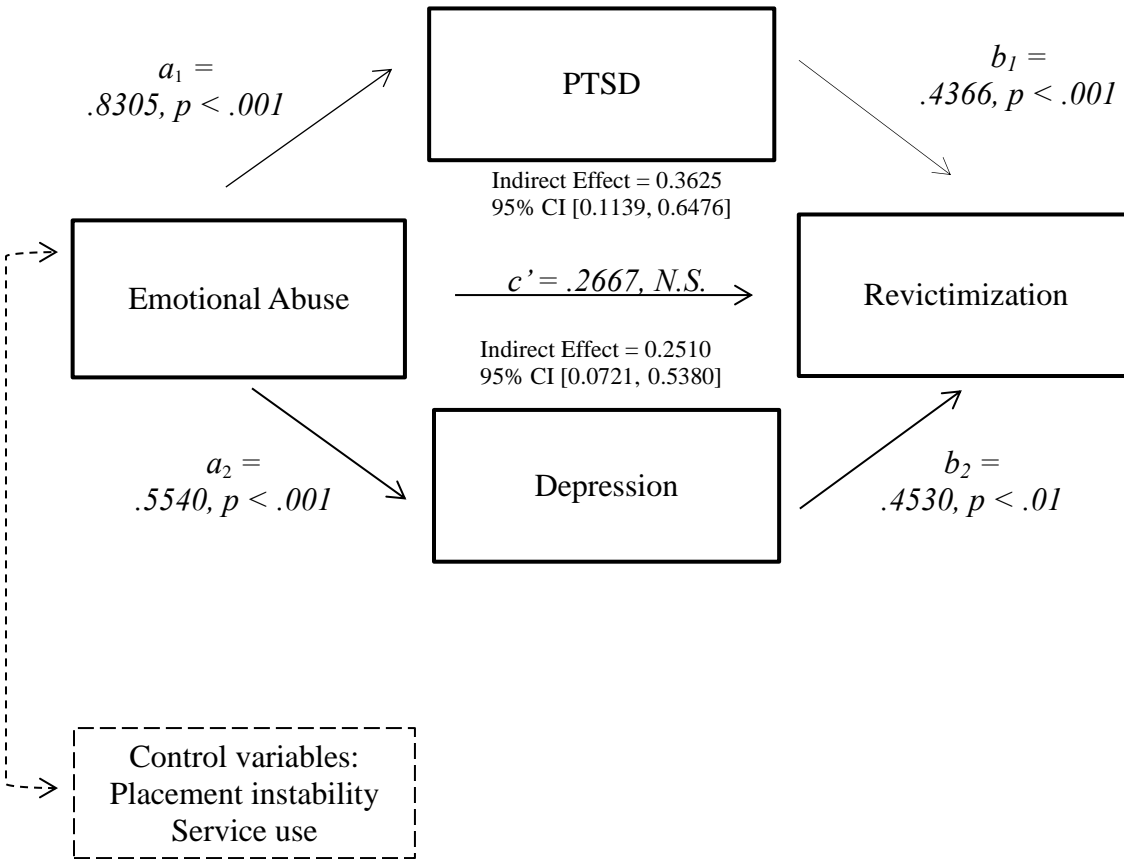 a1 =
.8305, p < .001
PTSD
b1 =
.4366, p < .001
Indirect Effect = 0.3625
95% CI [0.1139, 0.6476]
Emotional Abuse
c’ = .2667, N.S.
Revictimization
Indirect Effect = 0.2510
95% CI [0.0721, 0.5380]
a2 =
.5540, p < .001
Depression
b2 =
.4530, p < .01
Control variables:
Placement instability
Service use